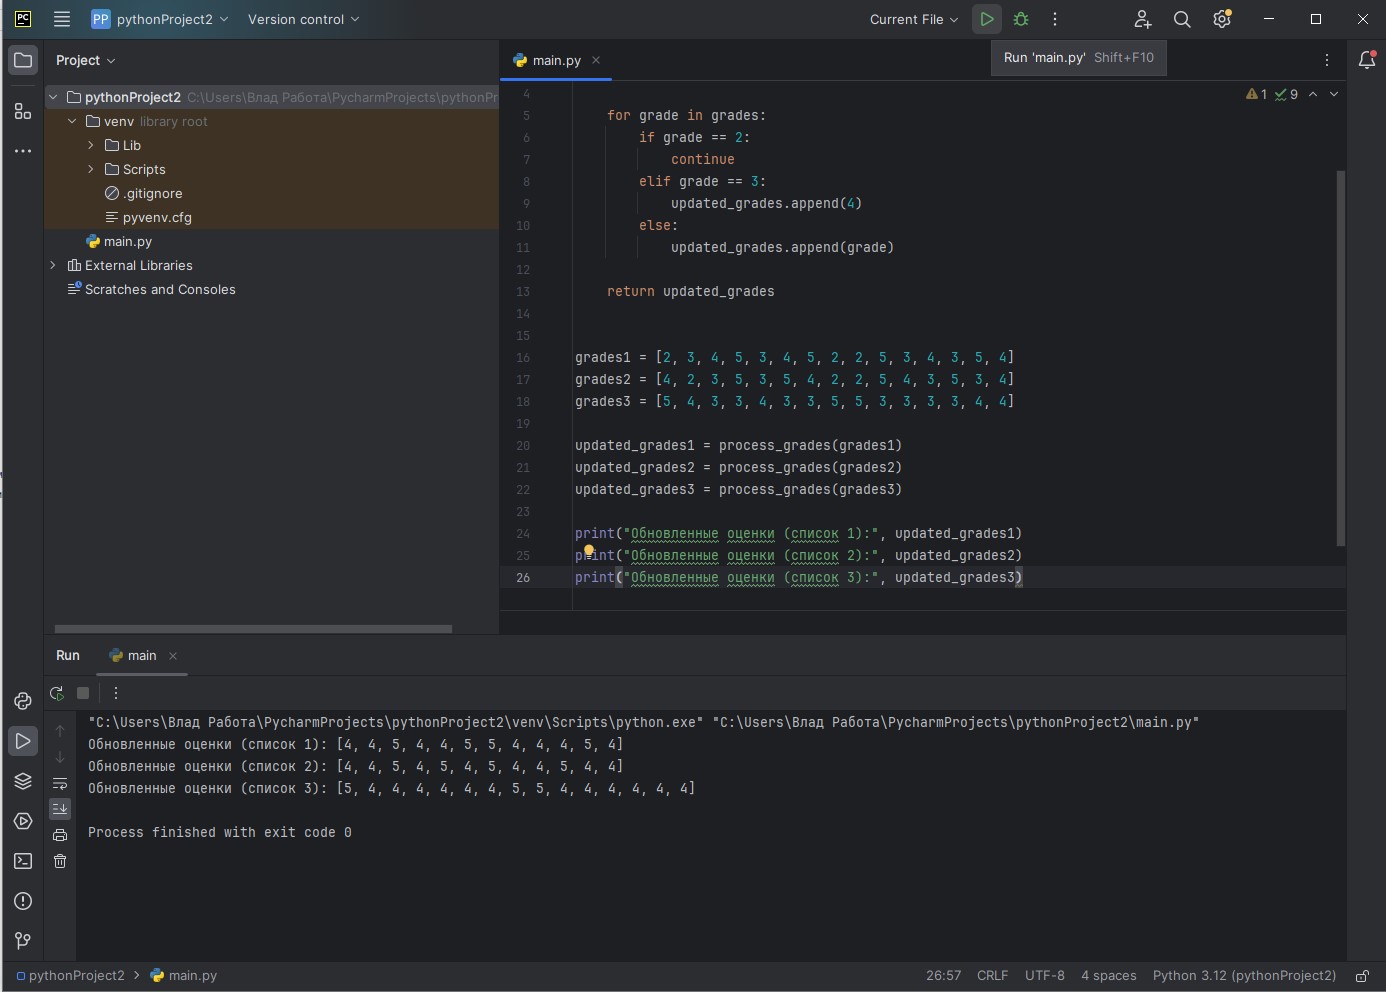 PC
PP pythonProject2 Version control Current File
Project
main.py
Run 'main.py' Shift+F10
pythonProject2 C:\Users\Влад Работа\PycharmProjects\pythonPr
venv library root
Lib
Scripts
.gitignore
pyvenv.cfg
main.py
External Libraries
Scratches and Consoles
1 9
4
5 for grade in grades:
6 if grade == 2:
7 continue
8 elif grade == 3:
9 updated_grades.append(4)
10 else:
11 updated_grades.append(grade)
12
13 return updated_grades
14
15
16 grades1 = [2, 3, 4, 5, 3, 4, 5, 2, 2, 5, 3, 4, 3, 5, 4]
17 grades2 = [4, 2, 3, 5, 3, 5, 4, 2, 2, 5, 4, 3, 5, 3, 4]
18 grades3 = [5, 4, 3, 3, 4, 3, 3, 5, 5, 3, 3, 3, 3, 4, 4]
19
20 updated_grades1 = process_grades(grades1)
21 updated_grades2 = process_grades(grades2)
22 updated_grades3 = process_grades(grades3)
23
24 print("Обновленные оценки (список 1):", updated_grades1)
25 print("Обновленные оценки (список 2):", updated_grades2)
26 print("Обновленные оценки (список 3):", updated_grades3)
Run main
"C:\Users\Влад Работа\PycharmProjects\pythonProject2\venv\Scripts\python.exe" "C:\Users\Влад Работа\PycharmProjects\pythonProject2\main.py"
Обновленные оценки (список 1): [4, 4, 5, 4, 4, 5, 5, 4, 4, 4, 5, 4]
Обновленные оценки (список 2): [4, 4, 5, 4, 5, 4, 5, 4, 4, 5, 4, 4]
Обновленные оценки (список 3): [5, 4, 4, 4, 4, 4, 4, 5, 5, 4, 4, 4, 4, 4, 4]
Process finished with exit code 0
pythonProject2 > main.py 26:57 CRLF UTF-8 4 spaces Python 3.12 (pythonProject2)